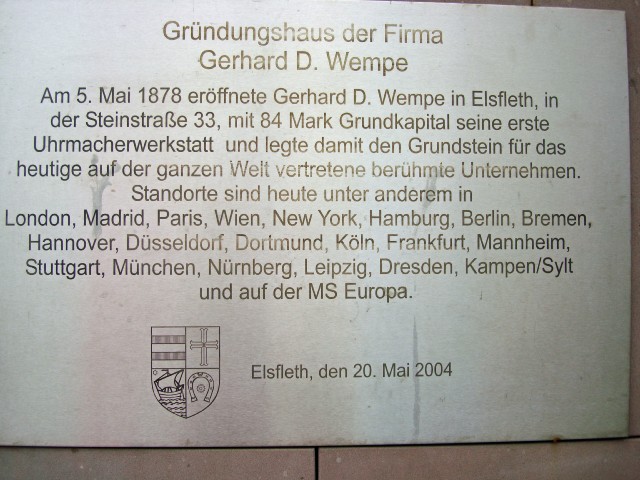 Gründungshaus der Firma
Gerhard D. Wempe
Am 5. Mai 1878 eröffnete Gerhard D. Wempe in Elsfleth, in
der Steinstraße 33, mit 84 Mark Grundkapital seine erste
Uhrmacherwerkstatt und legte damit den Grundstein für das
heutige auf der ganzen Welt vertretene berühmte Unternehmen.
Standorte sind heute unter anderem in
London, Madrid, Paris, Wien, New York, Hamburg, Berlin, Bremen,
Hannover, Düsseldorf, Dortmund, Köln, Frankfurt, Mannheim,
Stuttgart, München, Nürnberg, Leipzig, Dresden, Kampen/Sylt
und auf der MS Europa.
Elsfleth, den 20. Mai 2004